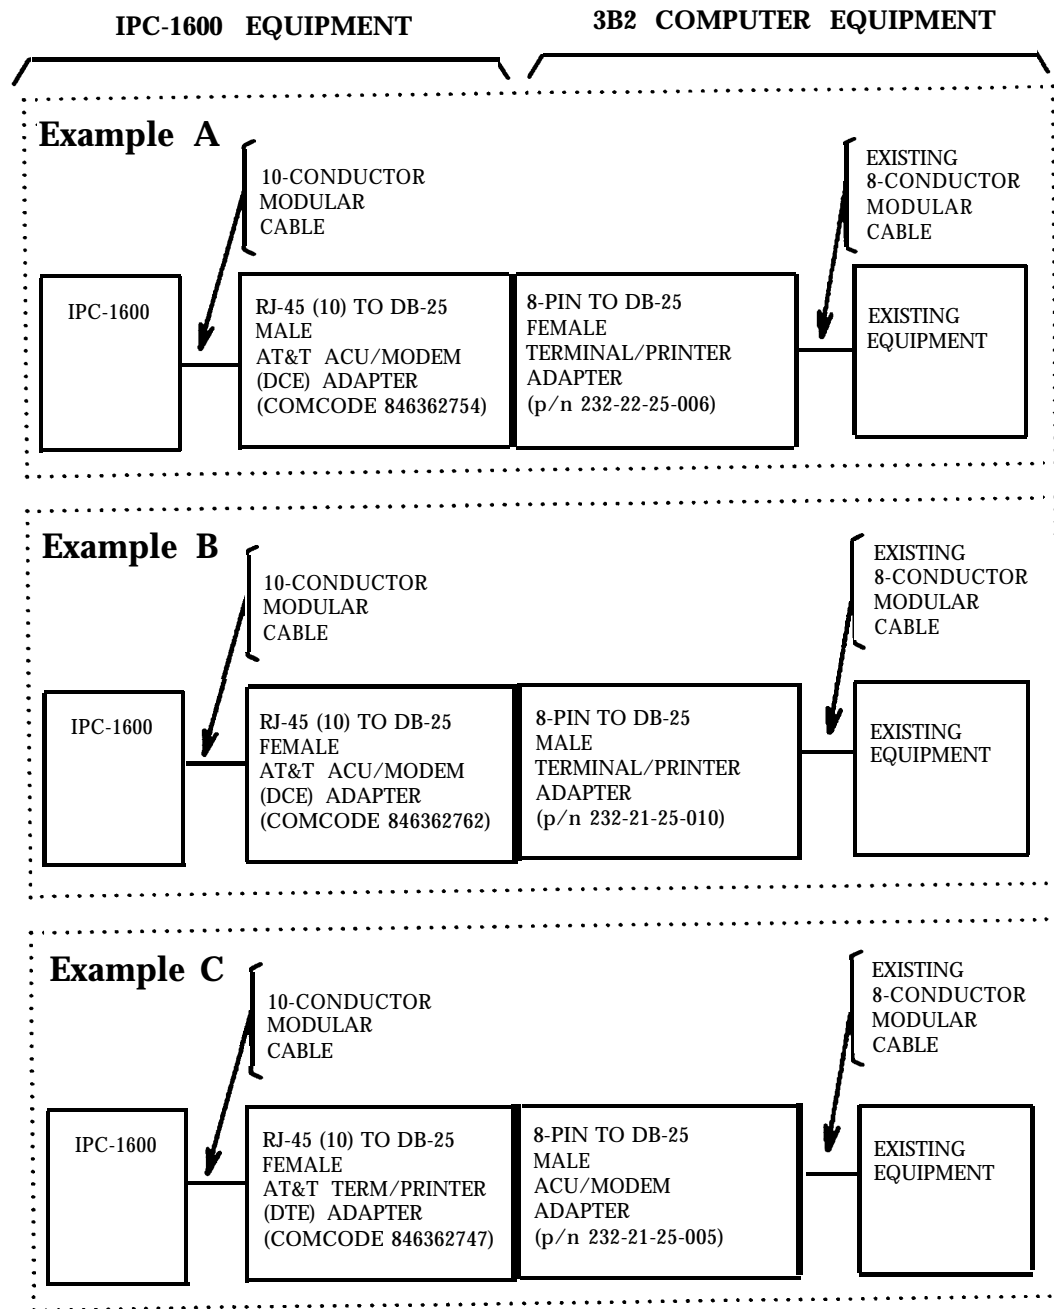 IPC-1600 EQUIPMENT
3B2 COMPUTER EQUIPMENT
Example A
10-CONDUCTOR
MODULAR
CABLE
EXISTING
8-CONDUCTOR
MODULAR
CABLE
IPC-1600
RJ-45 (10) TO DB-25
MALE
AT&T ACU/MODEM
(DCE) ADAPTER
(COMCODE 846362754)
8-PIN TO DB-25
FEMALE
TERMINAL/PRINTER
ADAPTER
(p/n 232-22-25-006)
EXISTING
EQUIPMENT
Example B
10-CONDUCTOR
MODULAR
CABLE
EXISTING
8-CONDUCTOR
MODULAR
CABLE
IPC-1600
RJ-45 (10) TO DB-25
FEMALE
AT&T ACU/MODEM
(DCE) ADAPTER
(COMCODE 846362762)
8-PIN TO DB-25
MALE
TERMINAL/PRINTER
ADAPTER
(p/n 232-21-25-010)
EXISTING
EQUIPMENT
Example C
10-CONDUCTOR
MODULAR
CABLE
EXISTING
8-CONDUCTOR
MODULAR
CABLE
IPC-1600
RJ-45 (10) TO DB-25
FEMALE
AT&T TERM/PRINTER
(DTE) ADAPTER
(COMCODE 846362747)
8-PIN TO DB-25
MALE
ACU/MODEM
ADAPTER
(p/n 232-21-25-005)
EXISTING
EQUIPMENT